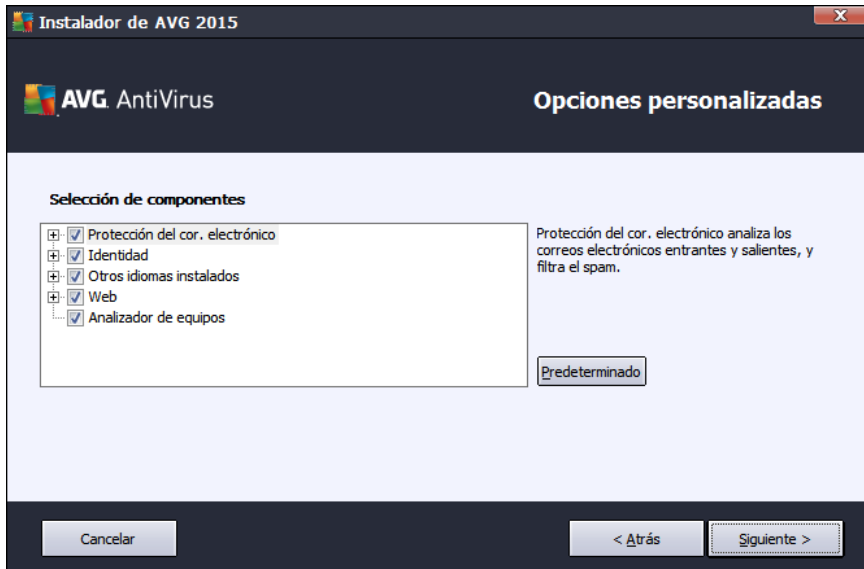 Instalador de AVG 2015
X
AVG. AntiVirus
Opciones personalizadas
Selección de componentes
Protección del cor. electrónico
Identidad
Otros idiomas instalados
Web
Analizador de equipos
Protección del cor. electrónico analiza los
correos electrónicos entrantes y salientes, y
filtra el spam.
Predeterminado
Cancelar
< Atrás
Siguiente >